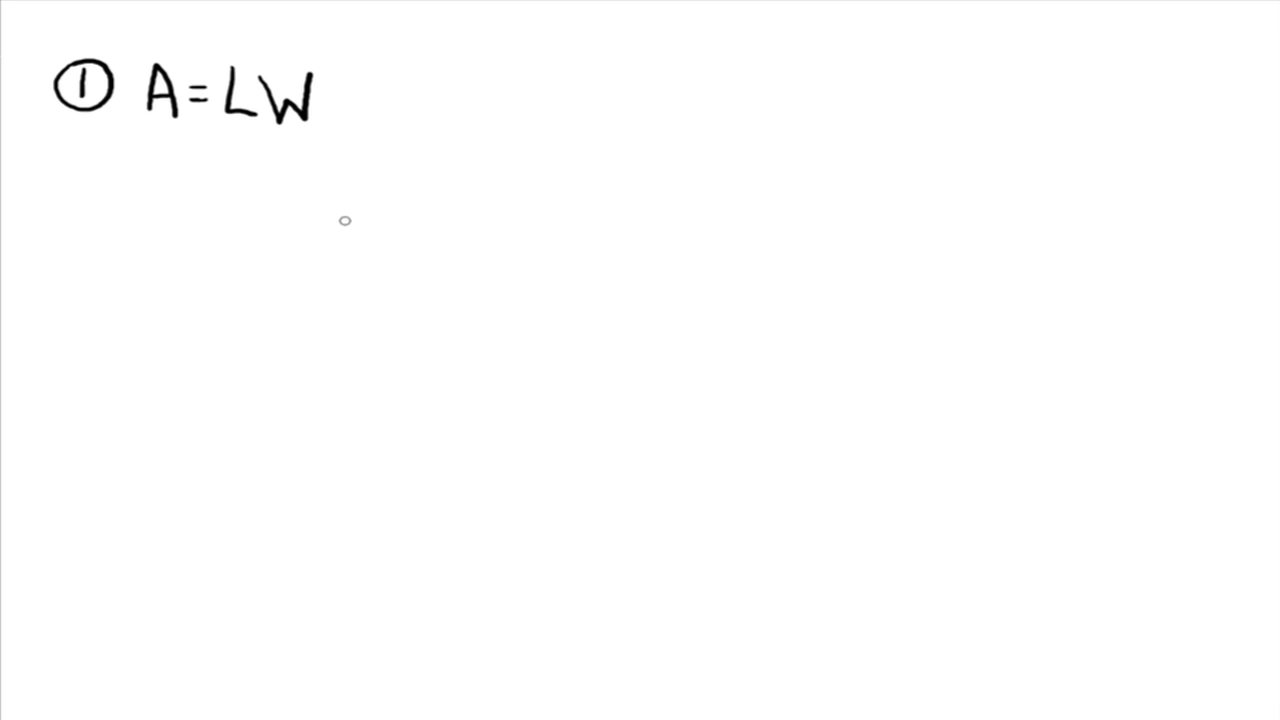 ① A = LW